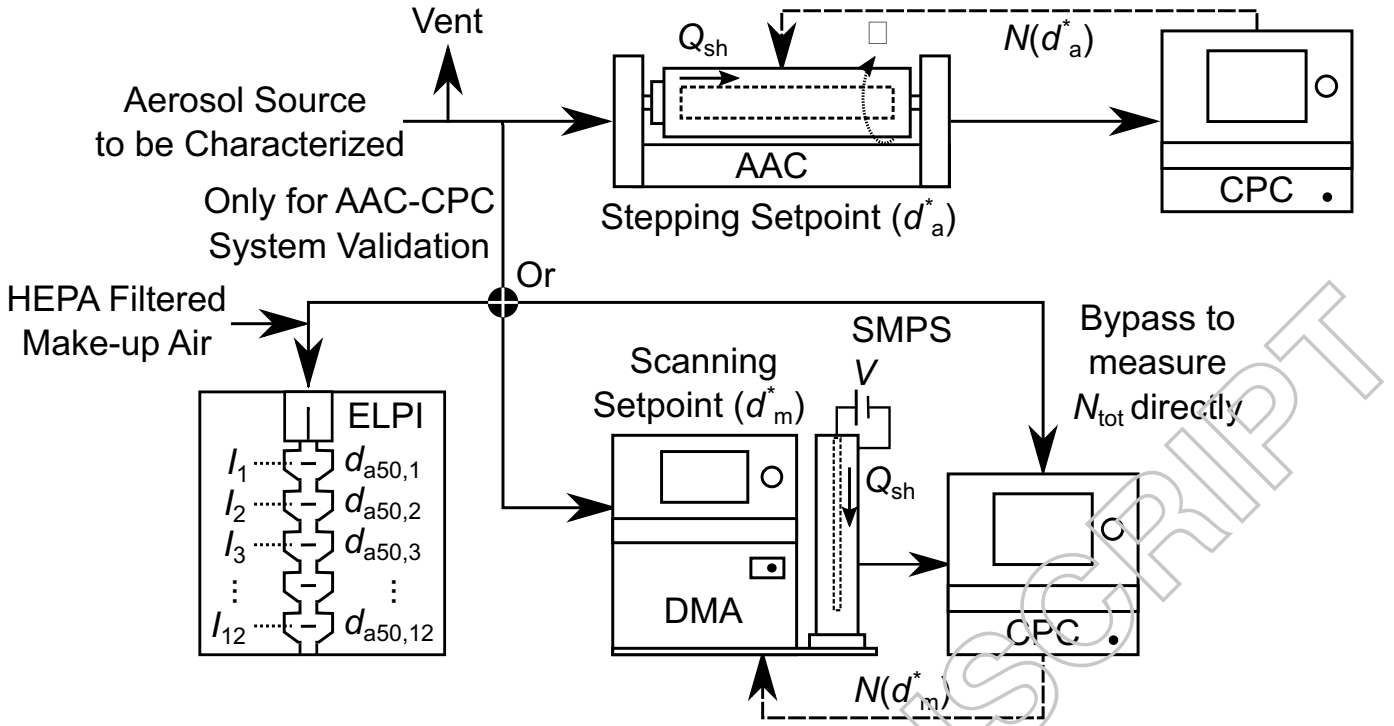 Vent
Aerosol Source
to be Characterized
Q_sh
□
N(d*_a)
AAC
CPC
Stepping Setpoint (d*_a)
Only for AAC-CPC
System Validation
Or
HEPA Filtered
Make-up Air
SMPS
Bypass to
measure
N_tot directly
Scanning
Setpoint (d*_m)
V
ELPI
I_1 d_a50,1
I_2 d_a50,2
I_3 d_a50,3
⋮ ⋮
I_12 d_a50,12
Q_sh
DMA
CPC
N(d*_m)
USCRIPT